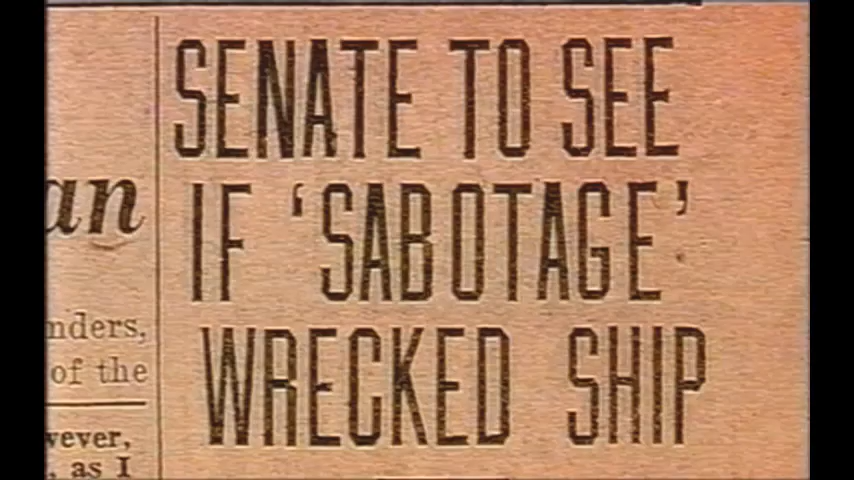 SENATE TO SEE
IF ‘SABOTAGE’
WRECKED SHIP
an
nders,
of the
wever,
, as I